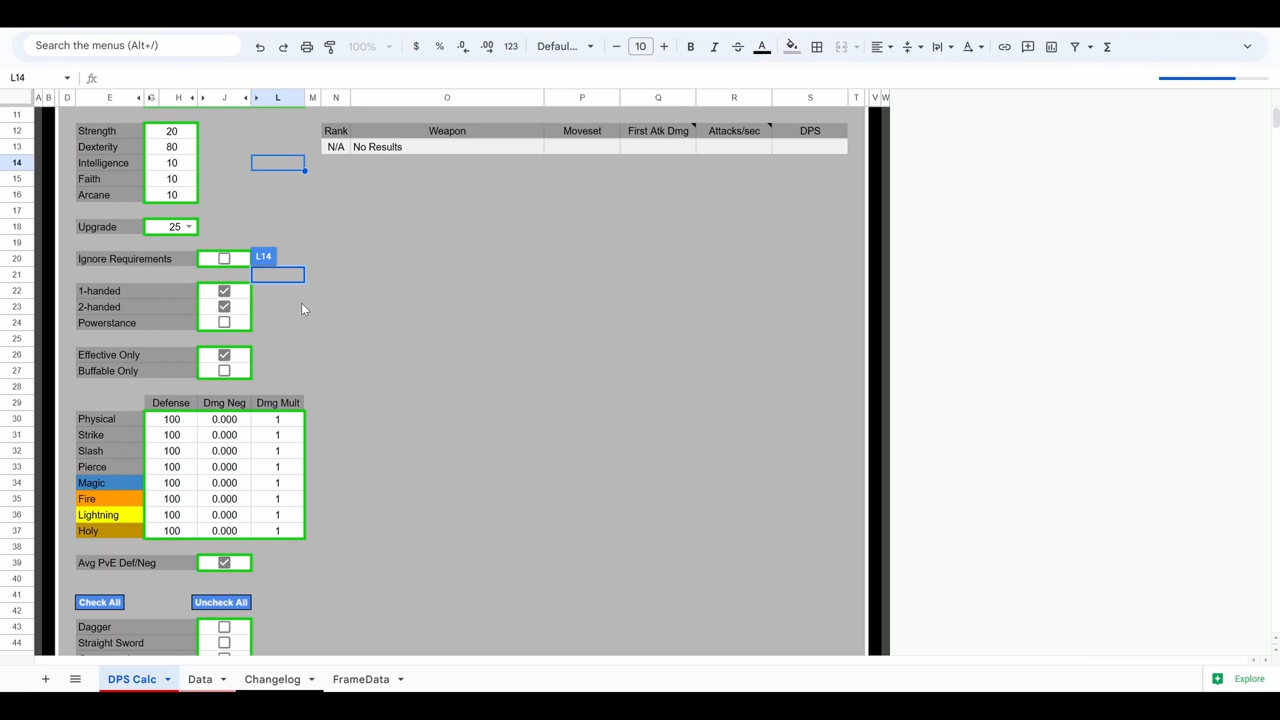 Search the menus (Alt+/) 100% $ % .0 .00 123 Defaul... 10 B I S A Σ
L14 fx
A B D E G H J L M N O P Q R S T V W
11
12 Strength 20 Rank Weapon Moveset First Atk Dmg Attacks/sec DPS
13 Dexterity 80 N/A No Results
14 Intelligence 10
15 Faith 10
16 Arcane 10
17
18 Upgrade 25
19
20 Ignore Requirements L14
21
22 1-handed
23 2-handed
24 Powerstance
25
26 Effective Only
27 Buffable Only
28
29 Defense Dmg Neg Dmg Mult
30 Physical 100 0.000 1
31 Strike 100 0.000 1
32 Slash 100 0.000 1
33 Pierce 100 0.000 1
34 Magic 100 0.000 1
35 Fire 100 0.000 1
36 Lightning 100 0.000 1
37 Holy 100 0.000 1
38
39 Avg PvE Def/Neg
40
41 Check All Uncheck All
42
43 Dagger
44 Straight Sword
+ DPS Calc Data Changelog FrameData Explore